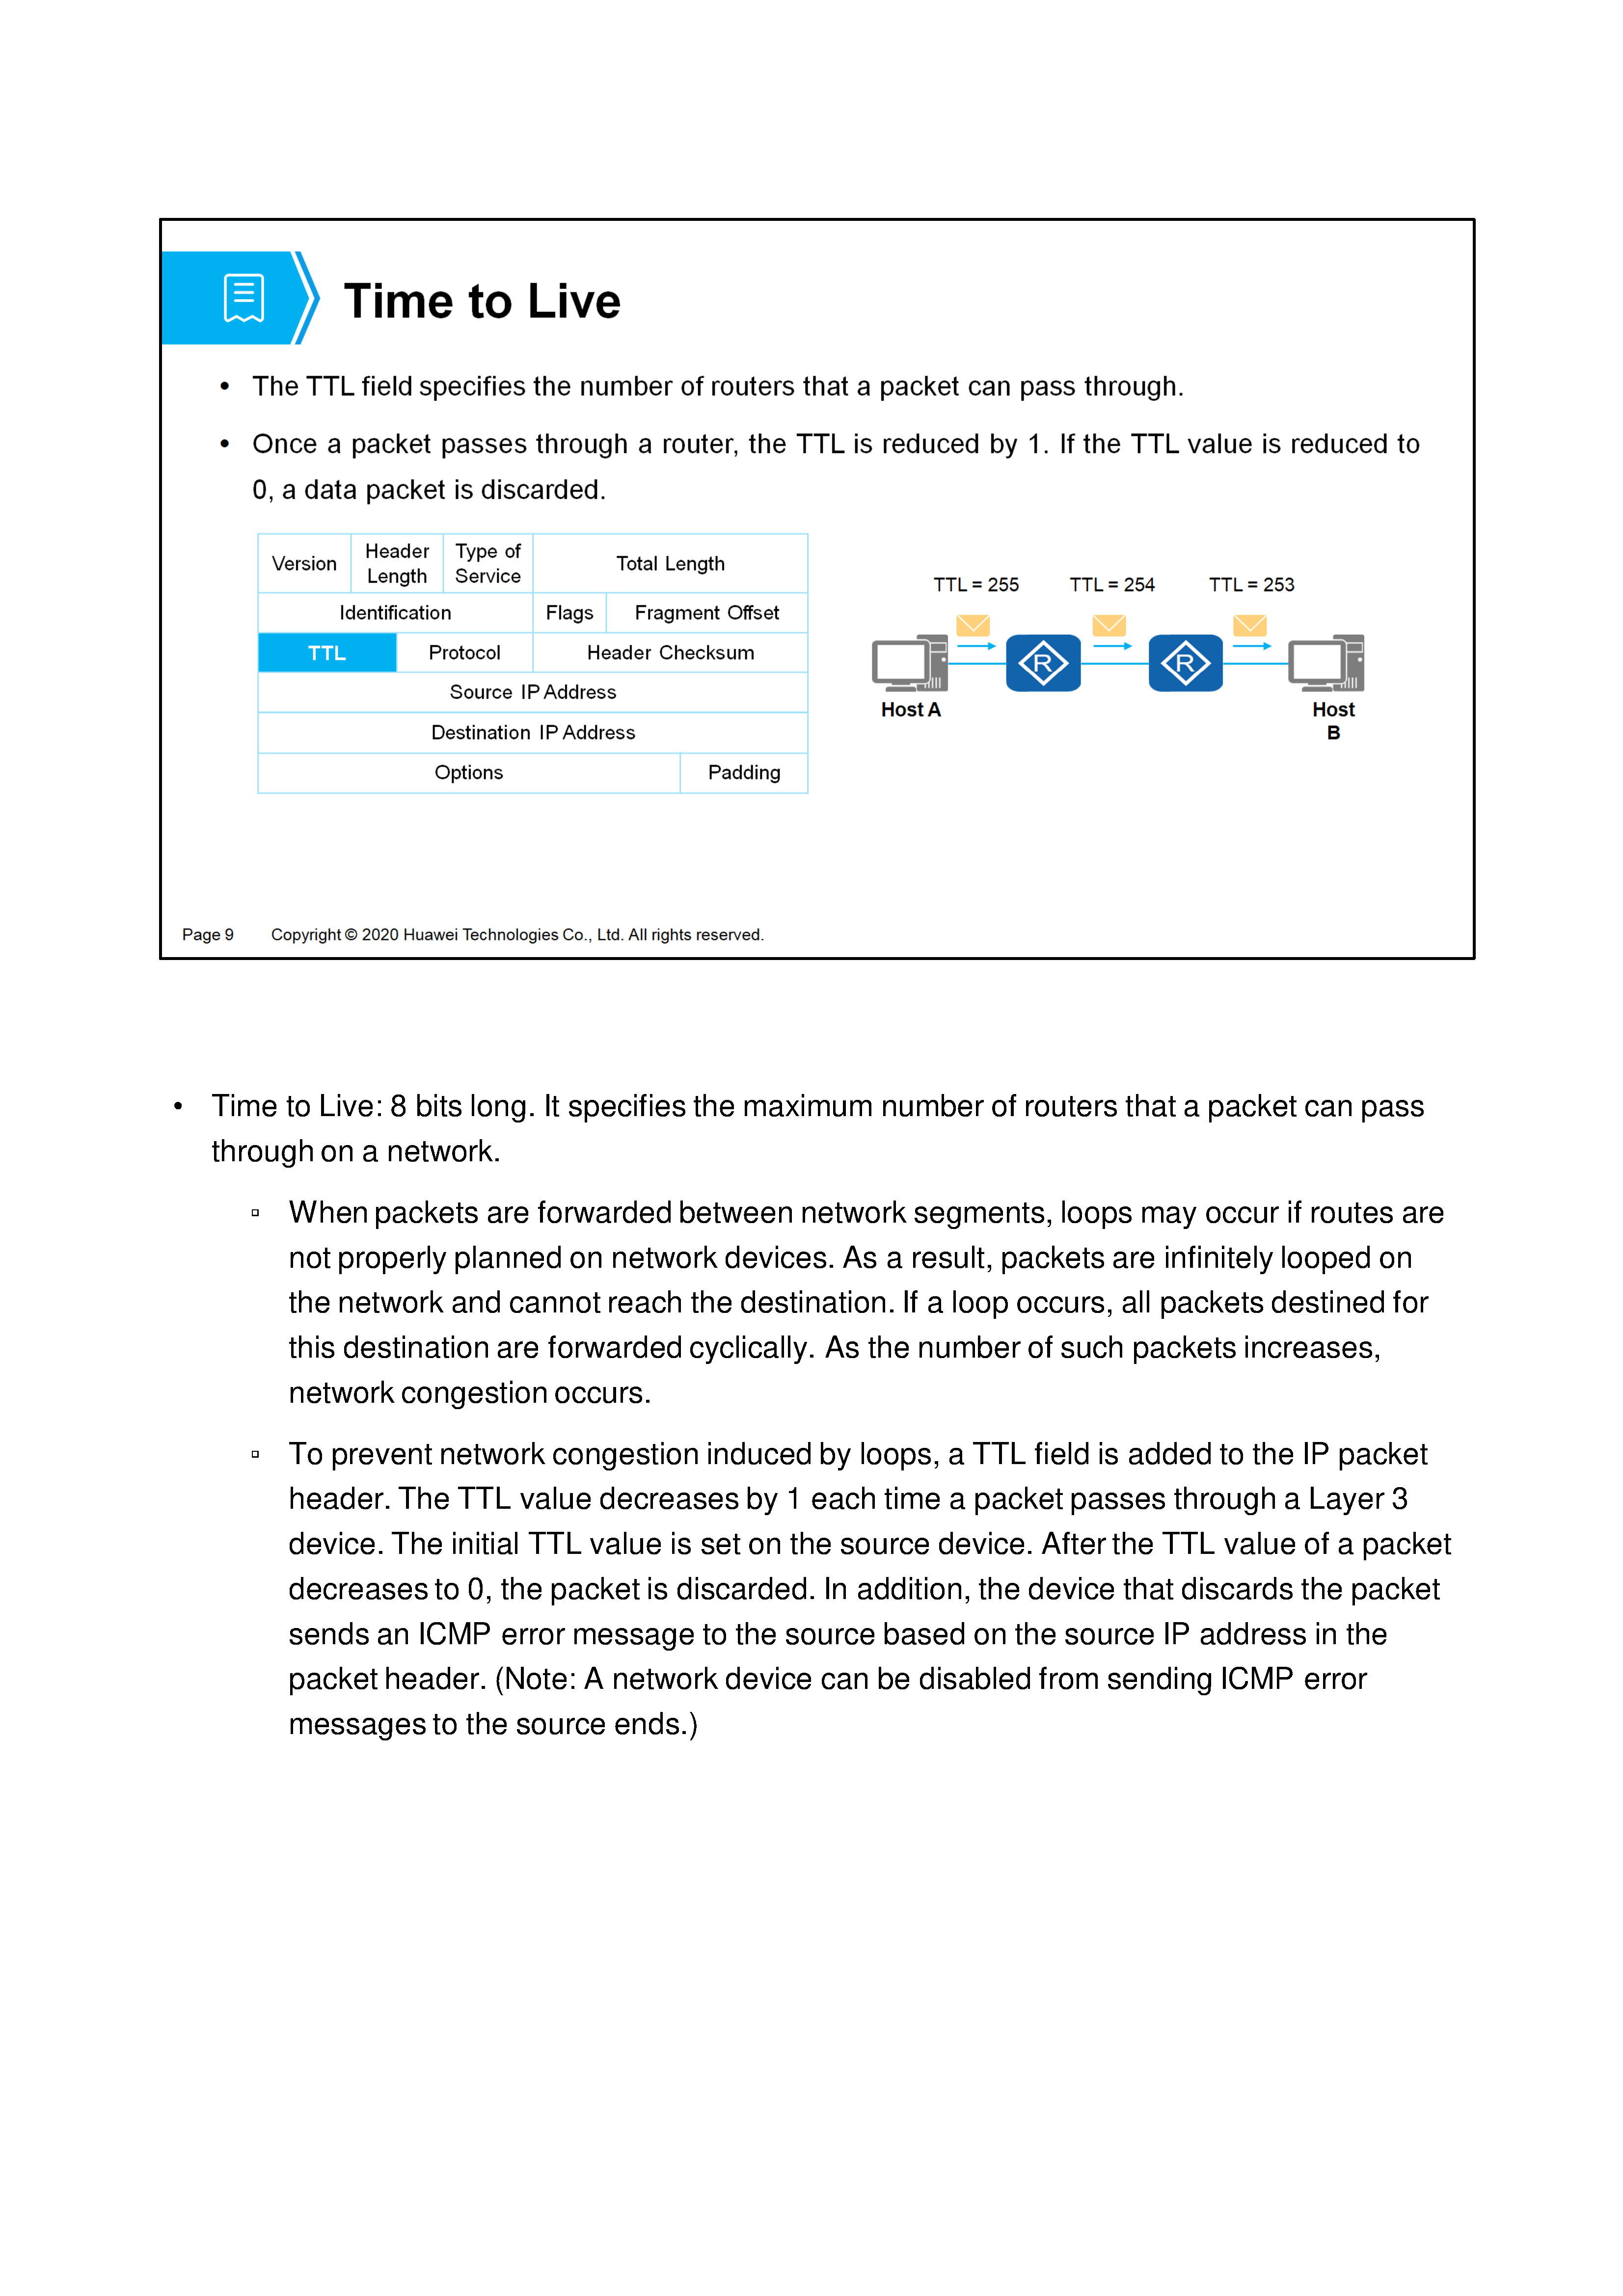 Time to Live
• The TTL field specifies the number of routers that a packet can pass through.
• Once a packet passes through a router, the TTL is reduced by 1. If the TTL value is reduced to
0, a data packet is discarded.
Version Header Length Type of Service Total Length
Identification Flags Fragment Offset
TTL Protocol Header Checksum
Source IP Address
Destination IP Address
Options Padding
TTL = 255 TTL = 254 TTL = 253
R R
Host A Host
B
Page 9 Copyright © 2020 Huawei Technologies Co., Ltd. All rights reserved.
• Time to Live: 8 bits long. It specifies the maximum number of routers that a packet can pass
through on a network.
▫ When packets are forwarded between network segments, loops may occur if routes are
not properly planned on network devices. As a result, packets are infinitely looped on
the network and cannot reach the destination. If a loop occurs, all packets destined for
this destination are forwarded cyclically. As the number of such packets increases,
network congestion occurs.
▫ To prevent network congestion induced by loops, a TTL field is added to the IP packet
header. The TTL value decreases by 1 each time a packet passes through a Layer 3
device. The initial TTL value is set on the source device. After the TTL value of a packet
decreases to 0, the packet is discarded. In addition, the device that discards the packet
sends an ICMP error message to the source based on the source IP address in the
packet header. (Note: A network device can be disabled from sending ICMP error
messages to the source ends.)